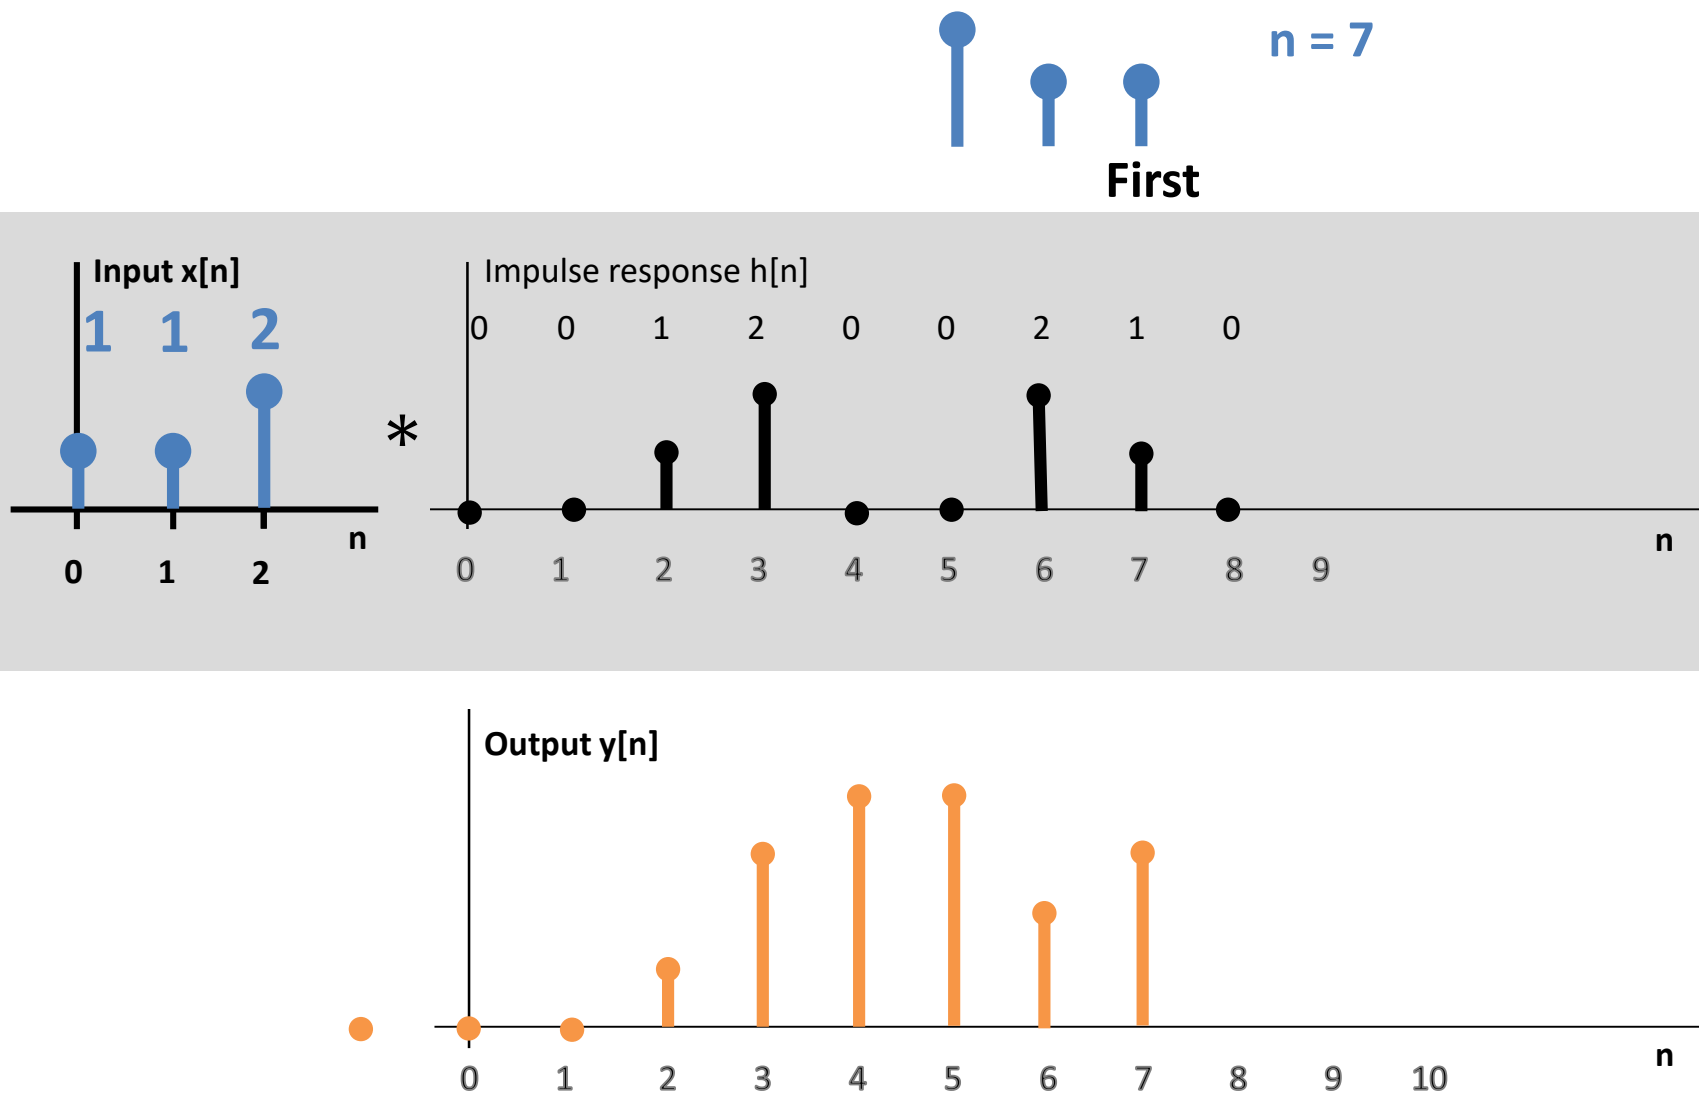 n = 7
First
Input x[n]
1 1 2
*
n
0 1 2
Impulse response h[n]
0 0 1 2 0 0 2 1 0
n
0 1 2 3 4 5 6 7 8 9
Output y[n]
n
0 1 2 3 4 5 6 7 8 9 10